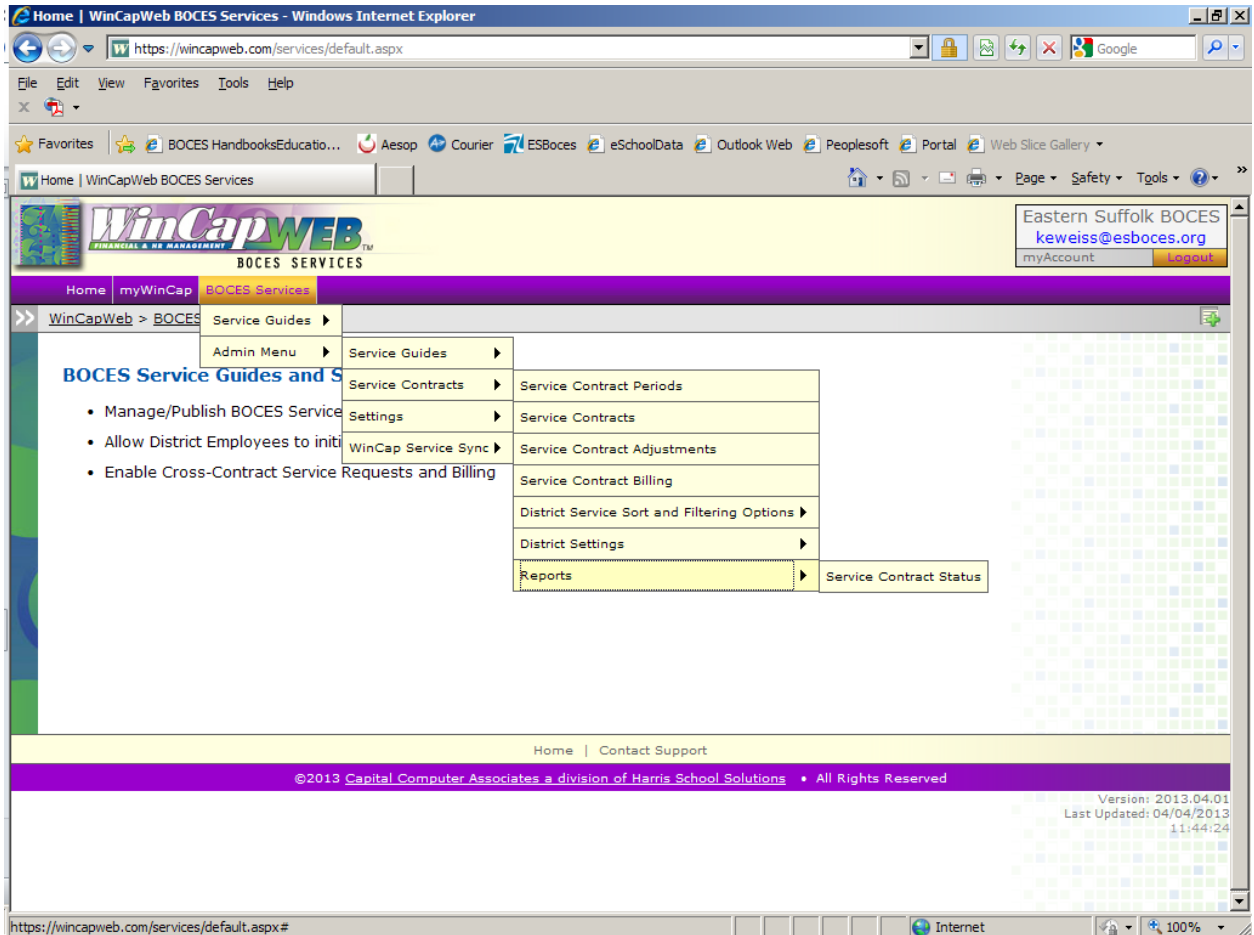 Home | WinCapWeb BOCES Services - Windows Internet Explorer
https://wincapweb.com/services/default.aspx
Google
File Edit View Favorites Tools Help
x
Favorites BOCES HandbooksEducatio... Aesop Courier ESBoces eSchoolData Outlook Web Peoplesoft Portal Web Slice Gallery
Home | WinCapWeb BOCES Services
Page Safety Tools
WinCapWEB TM
FINANCIAL & HR MANAGEMENT
BOCES SERVICES
Eastern Suffolk BOCES
keweiss@esboces.org
myAccount Logout
Home myWinCap BOCES Services
WinCapWeb > BOCES
Service Guides
Admin Menu
Service Guides
Service Contracts
Settings
WinCap Service Sync
Service Contract Periods
Service Contracts
Service Contract Adjustments
Service Contract Billing
District Service Sort and Filtering Options
District Settings
Reports
Service Contract Status
BOCES Service Guides and S
• Manage/Publish BOCES Service
• Allow District Employees to initi
• Enable Cross-Contract Service Requests and Billing
Home | Contact Support
©2013 Capital Computer Associates a division of Harris School Solutions • All Rights Reserved
Version: 2013.04.01
Last Updated: 04/04/2013
11:44:24
https://wincapweb.com/services/default.aspx#
Internet
100%